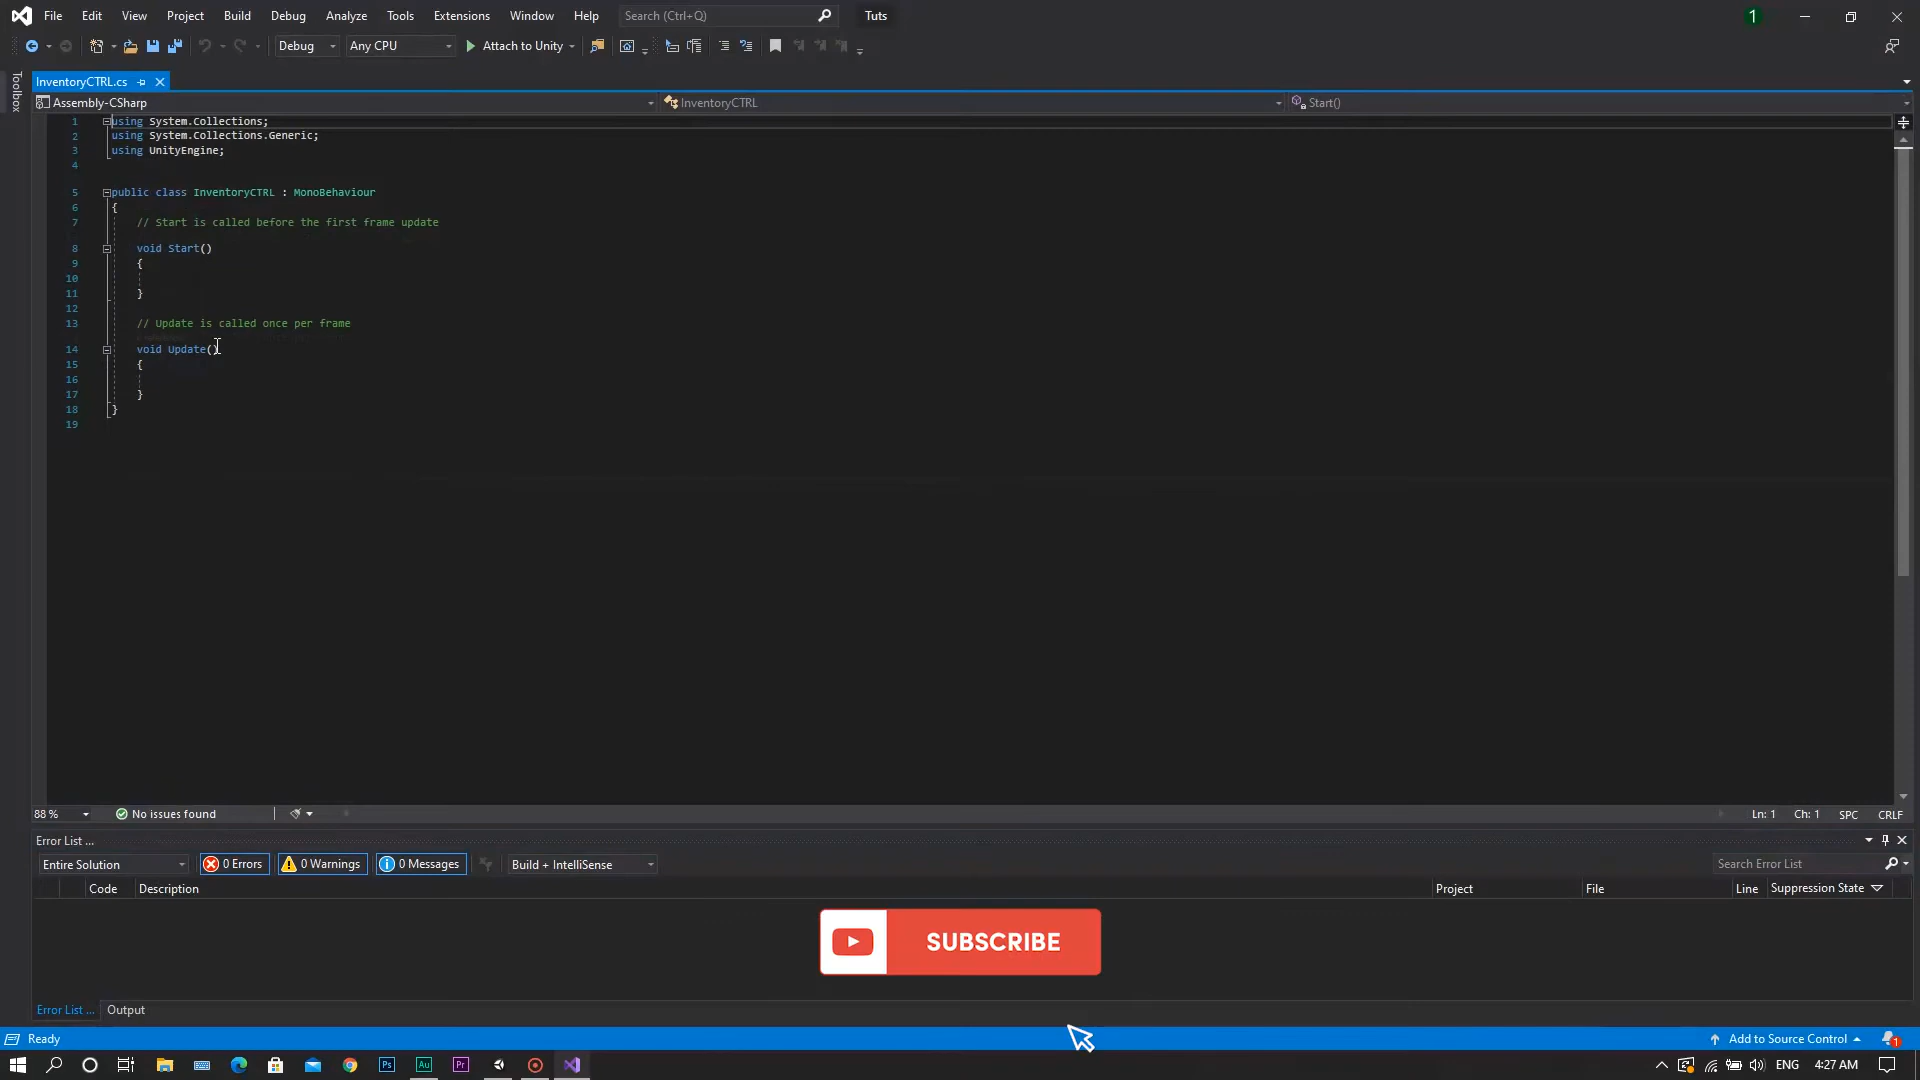 File Edit View Project Build Debug Analyze Tools Extensions Window Help Search (Ctrl+Q) Tuts 1
Debug Any CPU Attach to Unity
Toolbox
InventoryCTRL.cs
Assembly-CSharp InventoryCTRL Start()
1 using System.Collections;
2 using System.Collections.Generic;
3 using UnityEngine;
4
5 public class InventoryCTRL : MonoBehaviour
6 {
7 // Start is called before the first frame update
8 void Start()
9 {
10
11 }
12
13 // Update is called once per frame
14 void Update()
15 {
16
17 }
18 }
19
88 % No issues found Ln: 1 Ch: 1 SPC CRLF
Error List ...
Entire Solution 0 Errors 0 Warnings 0 Messages Build + IntelliSense Search Error List
Code Description Project File Line Suppression State
SUBSCRIBE
Error List ... Output
Ready Add to Source Control 1
Ps Au Pr ENG 4:27 AM